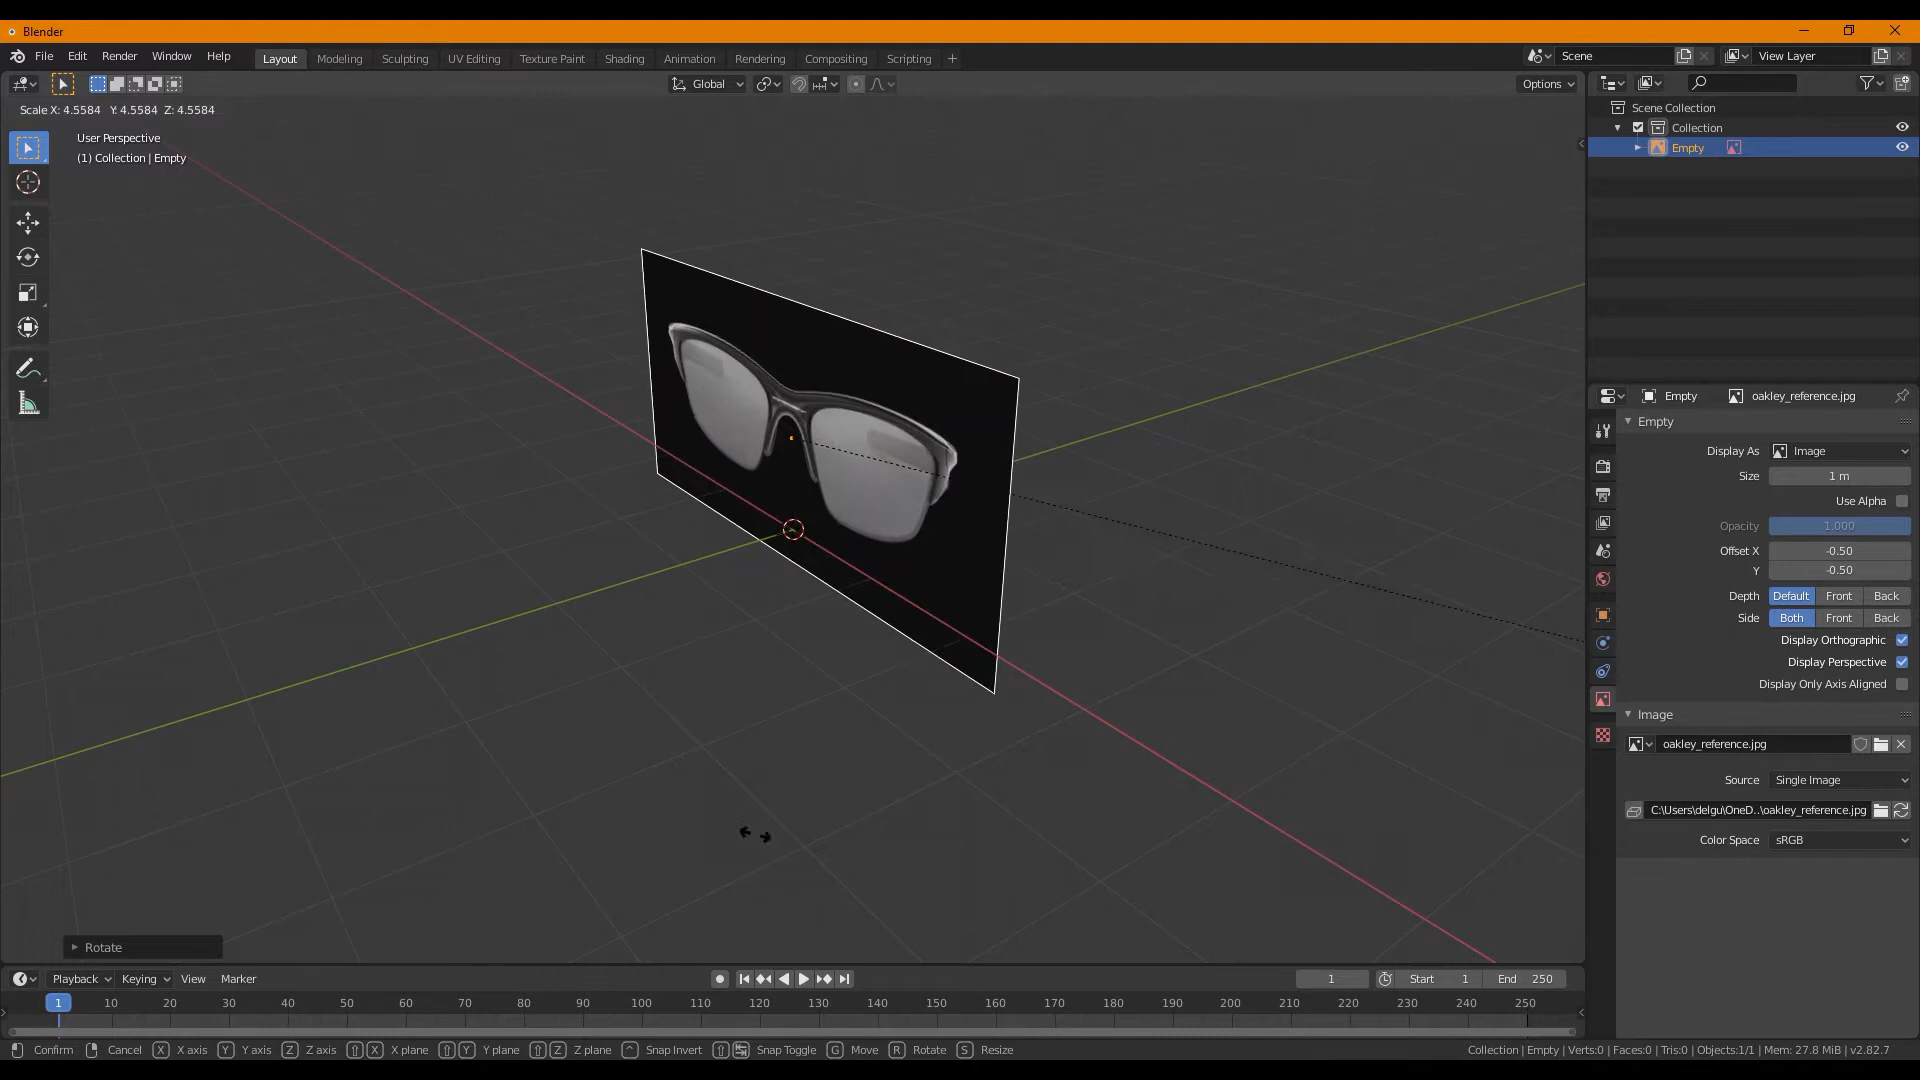 Blender
File Edit Render Window Help Layout Modeling Sculpting UV Editing Texture Paint Shading Animation Rendering Compositing Scripting + Scene View Layer
Global Options
Scale X: 4.5584 Y: 4.5584 Z: 4.5584
User Perspective
(1) Collection | Empty
Scene Collection
Collection
Empty
Empty oakley_reference.jpg
Empty
Display As Image
Size 1 m
Use Alpha
Opacity 1.000
Offset X -0.50
Y -0.50
Depth Default Front Back
Side Both Front Back
Display Orthographic
Display Perspective
Display Only Axis Aligned
Image
oakley_reference.jpg
Source Single Image
C:\Users\delgu\OneD..\oakley_reference.jpg
Color Space sRGB
Rotate
Playback Keying View Marker 1 Start 1 End 250
1 10 20 30 40 50 60 70 80 90 100 110 120 130 140 150 160 170 180 190 200 210 220 230 240 250
Confirm Cancel X X axis Y Y axis Z Z axis X X plane Y Y plane Z Z plane ^ Snap Invert Snap Toggle G Move R Rotate S Resize Collection | Empty | Verts:0 | Faces:0 | Tris:0 | Objects:1/1 | Mem: 27.8 MiB | v2.82.7